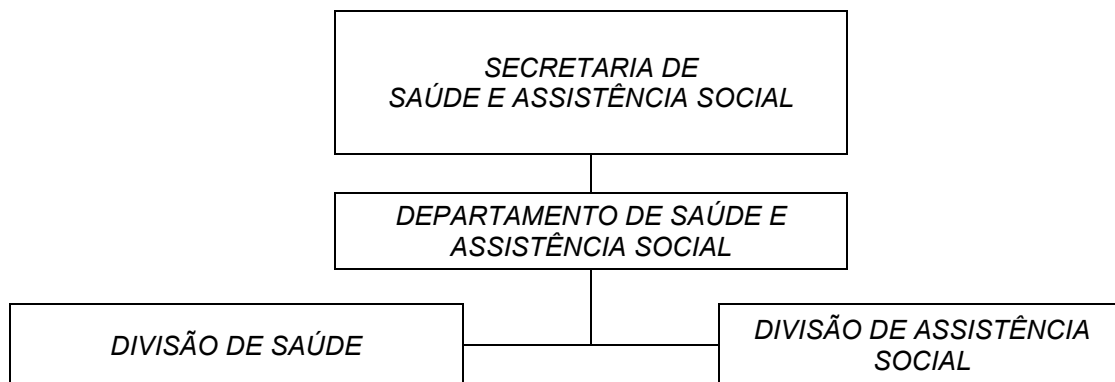 SECRETARIA DE
SAÚDE E ASSISTÊNCIA SOCIAL
DEPARTAMENTO DE SAÚDE E
ASSISTÊNCIA SOCIAL
DIVISÃO DE SAÚDE
DIVISÃO DE ASSISTÊNCIA
SOCIAL